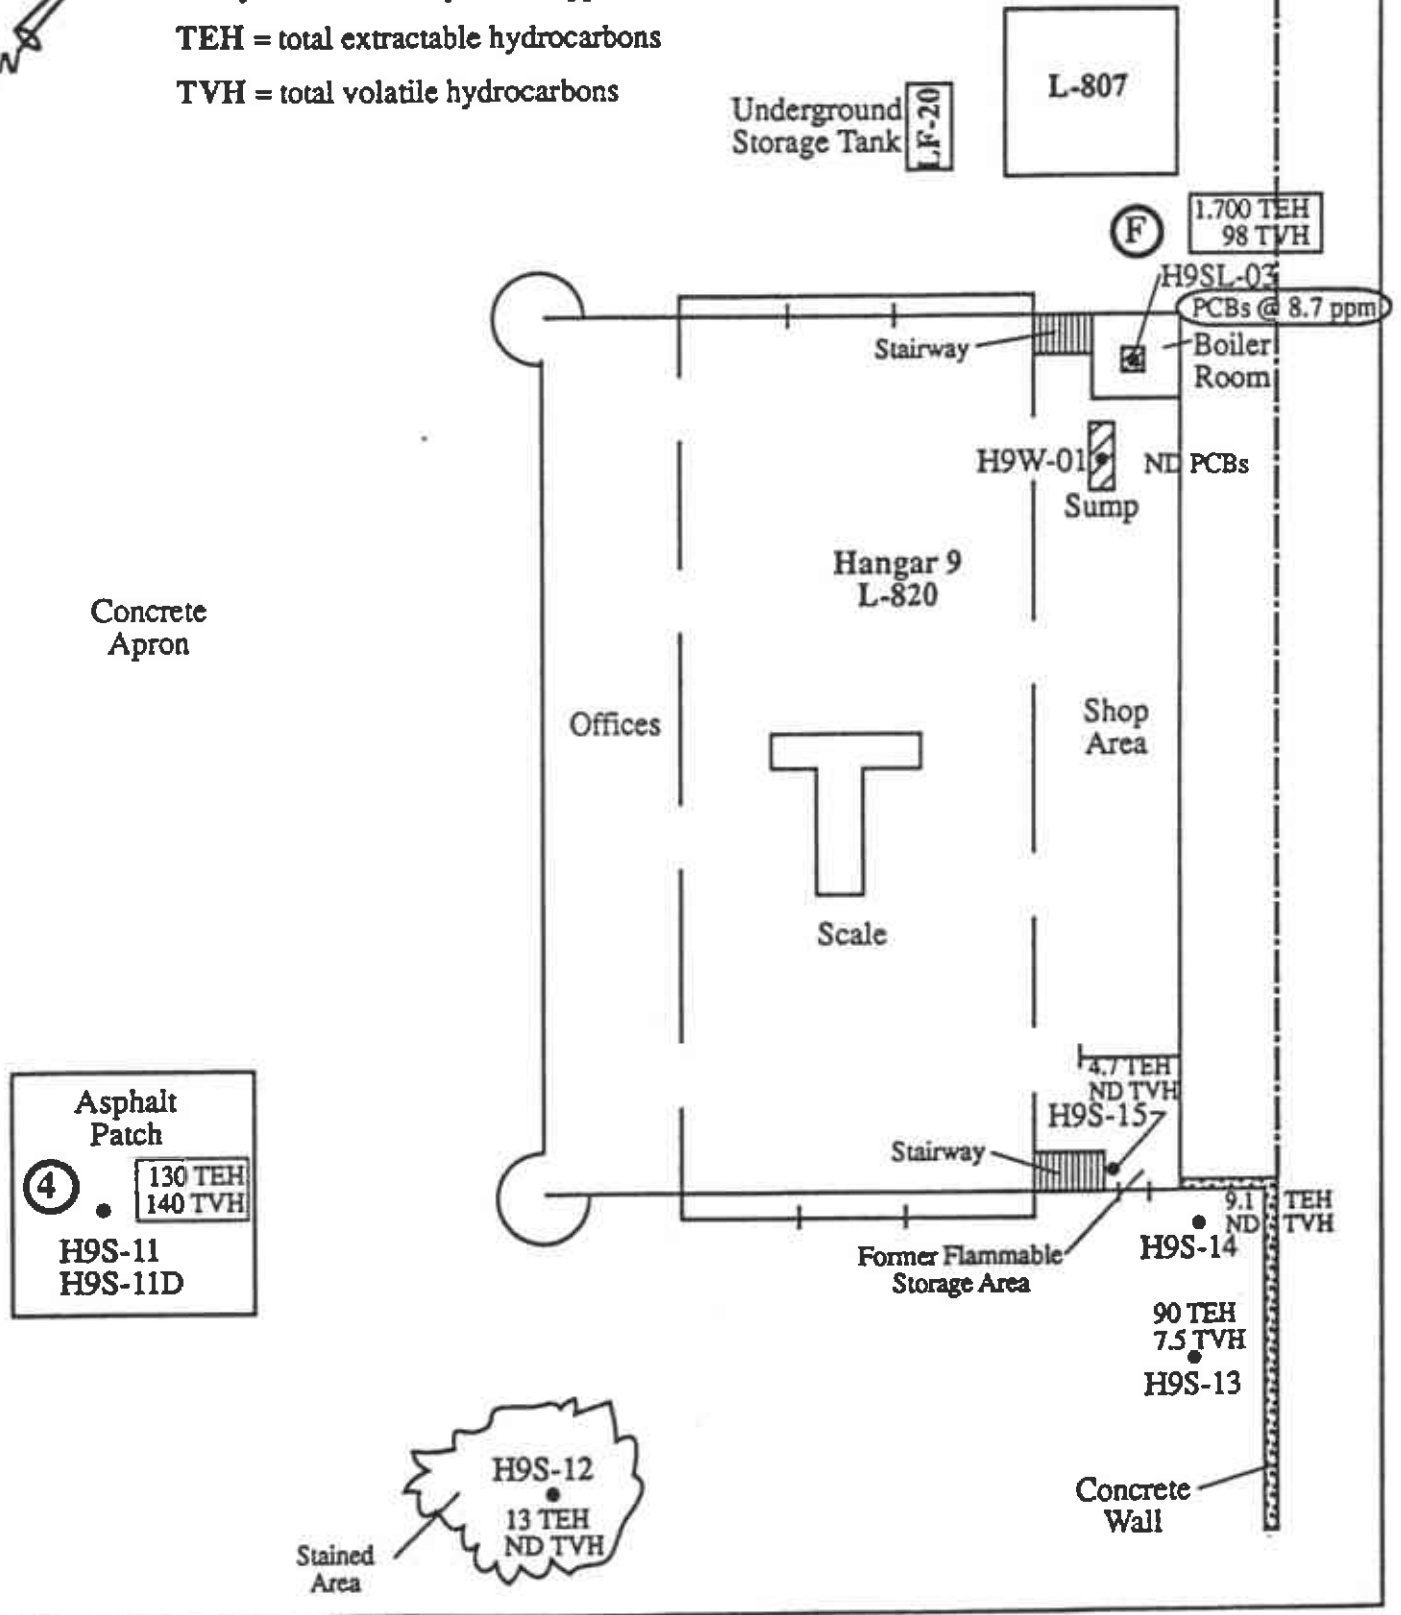 TEH = total extractable hydrocarbons
TVH = total volatile hydrocarbons
N
Underground
Storage Tank
LF-20
L-807
F
1.700 TEH
98 TVH
H9SL-03
PCBs @ 8.7 ppm
Stairway
Boiler
Room
H9W-01
ND PCBs
Sump
Hangar 9
L-820
Concrete
Apron
Offices
Shop
Area
Scale
4.7 TEH
ND TVH
H9S-15
Asphalt
Patch
4
130 TEH
140 TVH
H9S-11
H9S-11D
Stairway
9.1 TEH
ND TVH
H9S-14
Former Flammable
Storage Area
90 TEH
7.5 TVH
H9S-13
H9S-12
13 TEH
ND TVH
Concrete
Wall
Stained
Area